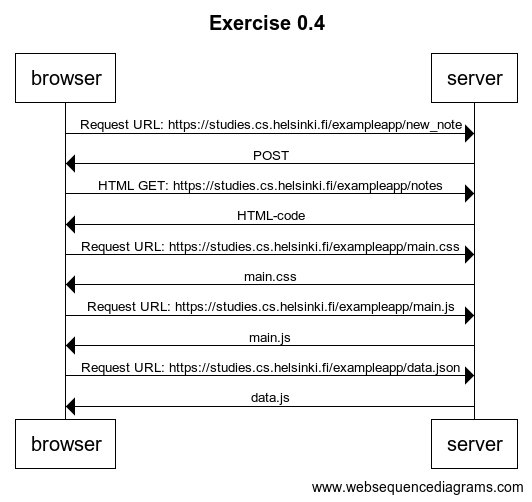 Exercise 0.4
browser server
Request URL: https://studies.cs.helsinki.fi/exampleapp/new_note
POST
HTML GET: https://studies.cs.helsinki.fi/exampleapp/notes
HTML-code
Request URL: https://studies.cs.helsinki.fi/exampleapp/main.css
main.css
Request URL: https://studies.cs.helsinki.fi/exampleapp/main.js
main.js
Request URL: https://studies.cs.helsinki.fi/exampleapp/data.json
data.js
browser server
www.websequencediagrams.com